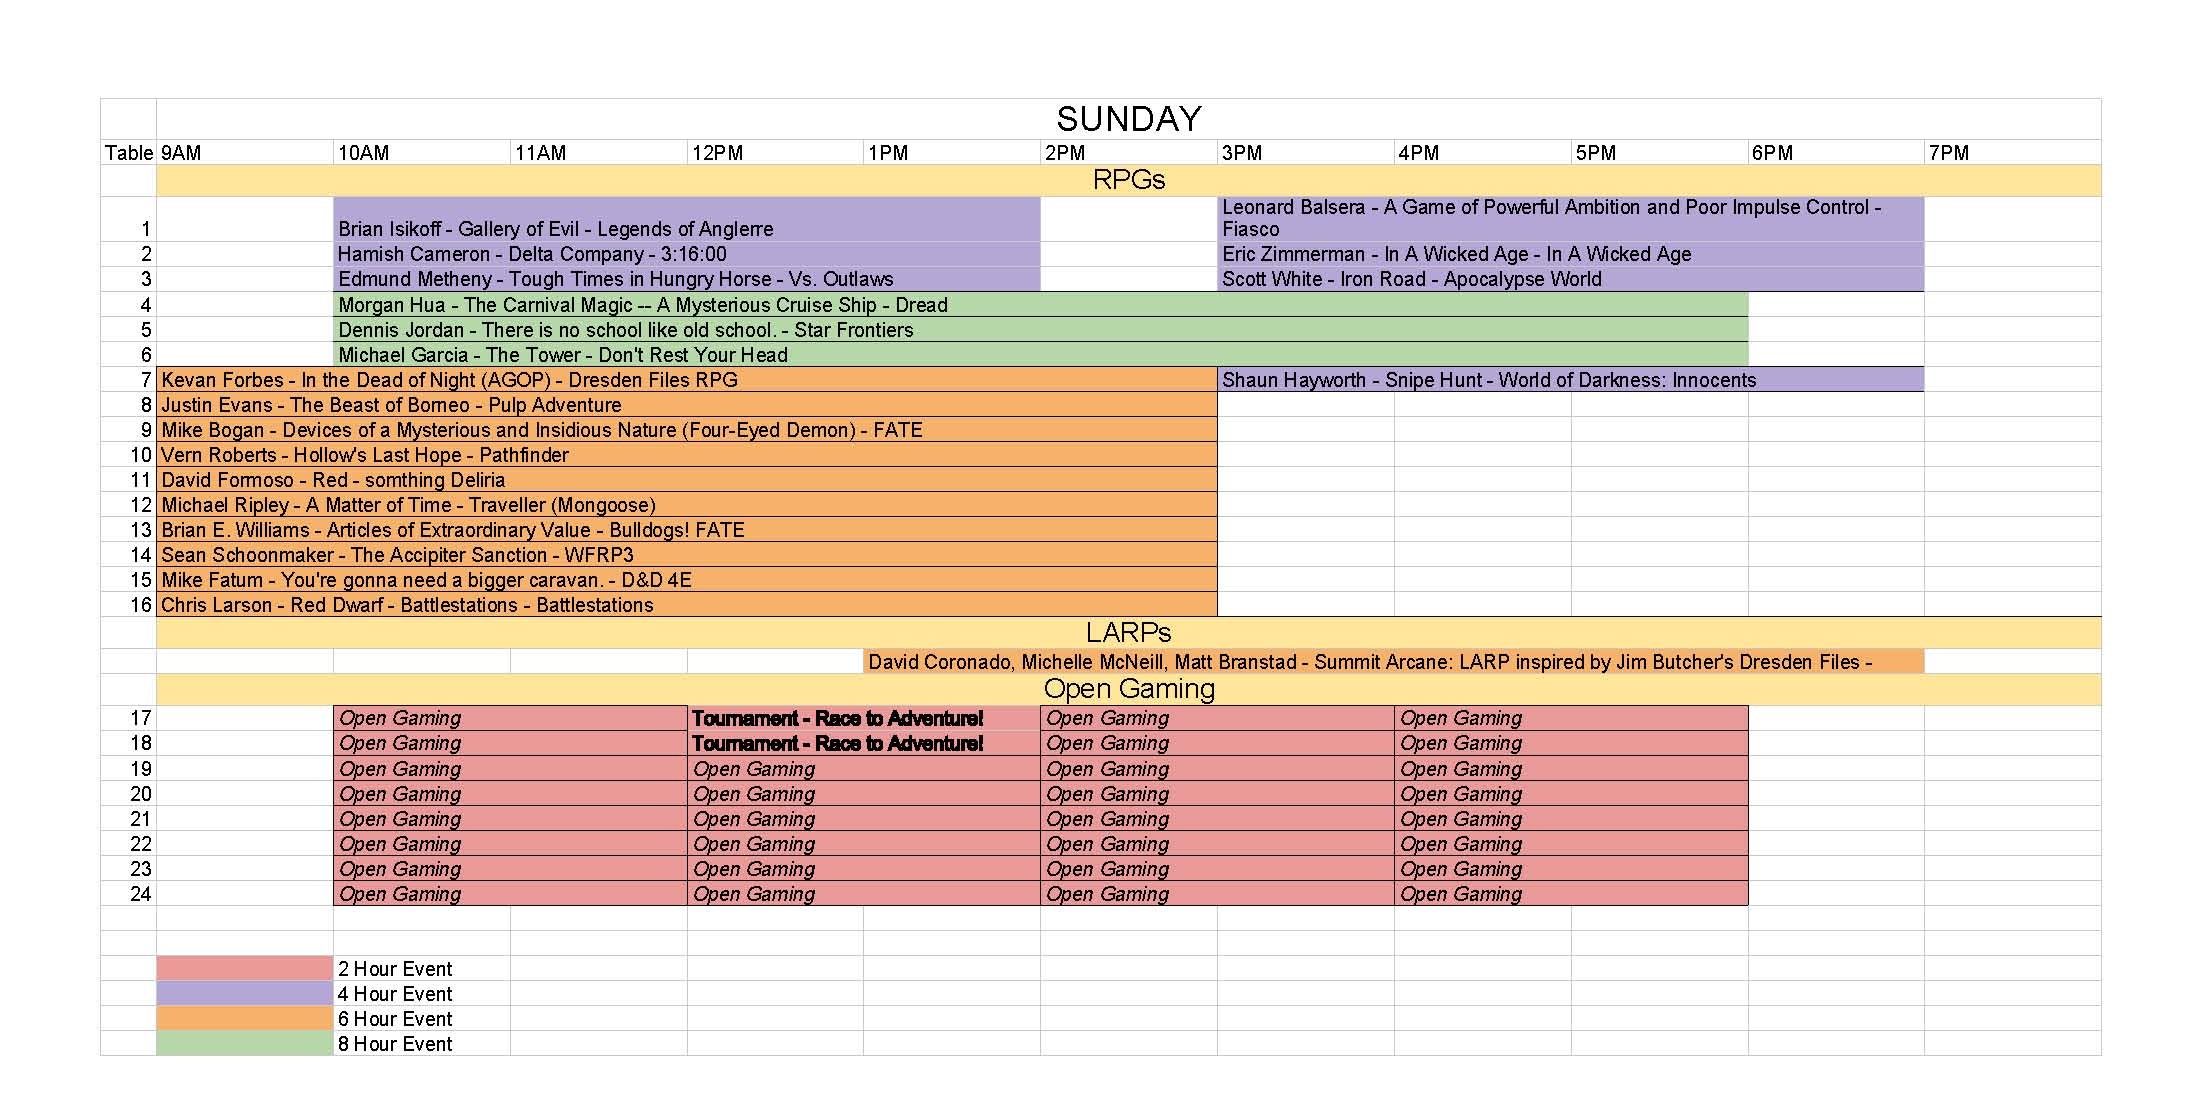 SUNDAY
Table 9AM 10AM 11AM 12PM 1PM 2PM 3PM 4PM 5PM 6PM 7PM
RPGs
Leonard Balsera - A Game of Powerful Ambition and Poor Impulse Control -
1 Brian Isikoff - Gallery of Evil - Legends of Anglerre Fiasco
2 Hamish Cameron - Delta Company - 3:16:00 Eric Zimmerman - In A Wicked Age - In A Wicked Age
3 Edmund Metheny - Tough Times in Hungry Horse - Vs. Outlaws Scott White - Iron Road - Apocalypse World
4 Morgan Hua - The Carnival Magic -- A Mysterious Cruise Ship - Dread
5 Dennis Jordan - There is no school like old school. - Star Frontiers
6 Michael Garcia - The Tower - Don't Rest Your Head
7 Kevan Forbes - In the Dead of Night (AGOP) - Dresden Files RPG Shaun Hayworth - Snipe Hunt - World of Darkness: Innocents
8 Justin Evans - The Beast of Borneo - Pulp Adventure
9 Mike Bogan - Devices of a Mysterious and Insidious Nature (Four-Eyed Demon) - FATE
10 Vern Roberts - Hollow's Last Hope - Pathfinder
11 David Formoso - Red - somthing Deliria
12 Michael Ripley - A Matter of Time - Traveller (Mongoose)
13 Brian E. Williams - Articles of Extraordinary Value - Bulldogs! FATE
14 Sean Schoonmaker - The Accipiter Sanction - WFRP3
15 Mike Fatum - You're gonna need a bigger caravan. - D&D 4E
16 Chris Larson - Red Dwarf - Battlestations - Battlestations
LARPs
David Coronado, Michelle McNeill, Matt Branstad - Summit Arcane: LARP inspired by Jim Butcher's Dresden Files -
Open Gaming
17 Open Gaming Tournament - Race to Adventure! Open Gaming Open Gaming
18 Open Gaming Tournament - Race to Adventure! Open Gaming Open Gaming
19 Open Gaming Open Gaming Open Gaming Open Gaming
20 Open Gaming Open Gaming Open Gaming Open Gaming
21 Open Gaming Open Gaming Open Gaming Open Gaming
22 Open Gaming Open Gaming Open Gaming Open Gaming
23 Open Gaming Open Gaming Open Gaming Open Gaming
24 Open Gaming Open Gaming Open Gaming Open Gaming
2 Hour Event
4 Hour Event
6 Hour Event
8 Hour Event